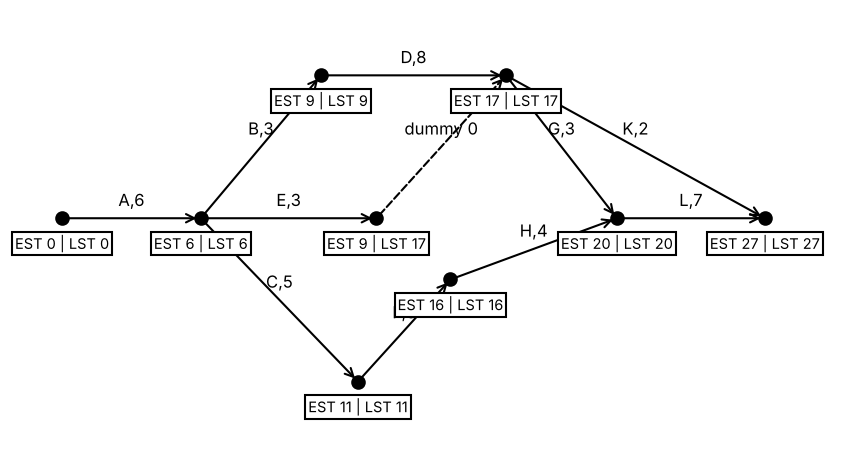 D,8
EST 9 | LST 9
EST 17 | LST 17
B,3
dummy 0
G,3
K,2
A,6
E,3
L,7
EST 0 | LST 0
EST 6 | LST 6
EST 9 | LST 17
H,4
EST 20 | LST 20
EST 27 | LST 27
C,5
EST 16 | LST 16
EST 11 | LST 11